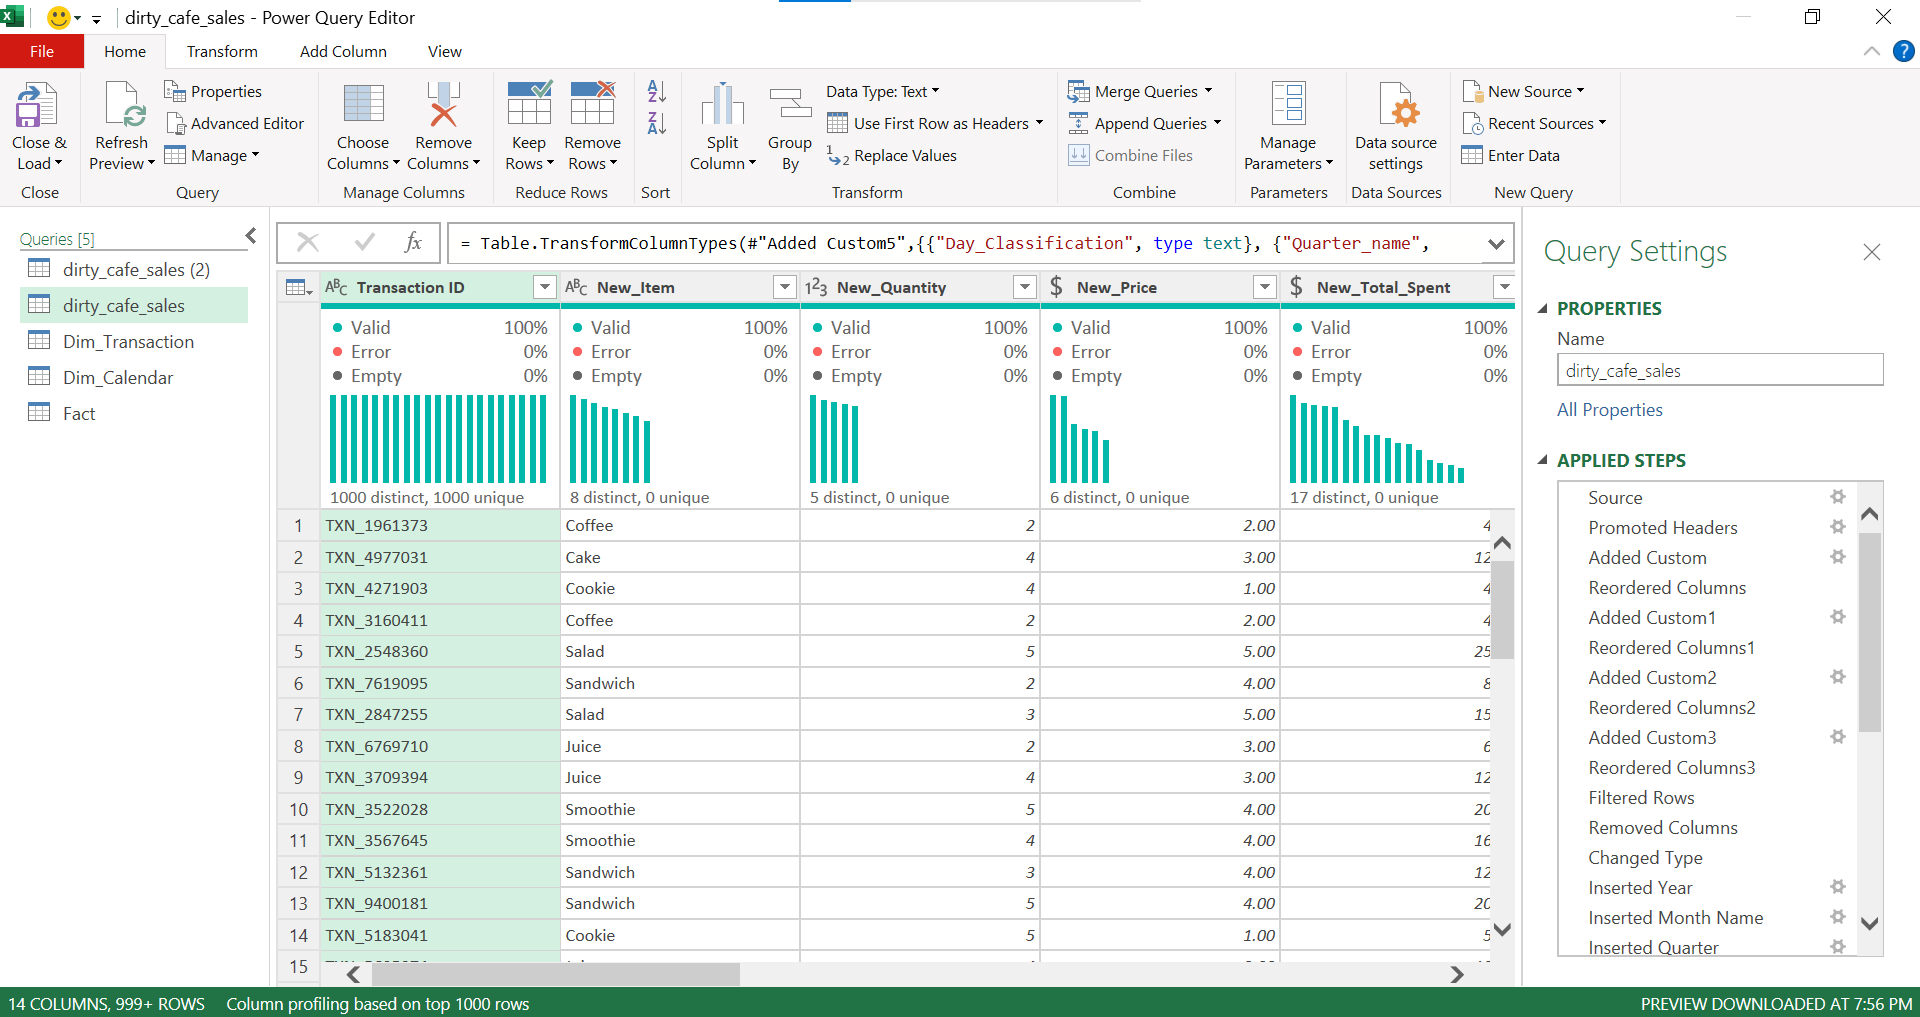 dirty_cafe_sales - Power Query Editor
File Home Transform Add Column View
Close & Load
Close
Refresh Preview
Properties
Advanced Editor
Manage
Query
Choose Columns
Remove Columns
Manage Columns
Keep Rows
Remove Rows
Reduce Rows
Sort
Split Column
Group By
Data Type: Text
Use First Row as Headers
Replace Values
Transform
Merge Queries
Append Queries
Combine Files
Combine
Manage Parameters
Parameters
Data source settings
Data Sources
New Source
Recent Sources
Enter Data
New Query
Queries [5]
dirty_cafe_sales (2)
dirty_cafe_sales
Dim_Transaction
Dim_Calendar
Fact
fx
= Table.TransformColumnTypes(#"Added Custom5",{{"Day_Classification", type text}, {"Quarter_name",
ABC Transaction ID ABC New_Item 123 New_Quantity $ New_Price $ New_Total_Spent
Valid 100% Valid 100% Valid 100% Valid 100% Valid 100%
Error 0% Error 0% Error 0% Error 0% Error 0%
Empty 0% Empty 0% Empty 0% Empty 0% Empty 0%
1000 distinct, 1000 unique 8 distinct, 0 unique 5 distinct, 0 unique 6 distinct, 0 unique 17 distinct, 0 unique
1 TXN_1961373 Coffee 2 2.00 4
2 TXN_4977031 Cake 4 3.00 12
3 TXN_4271903 Cookie 4 1.00 4
4 TXN_3160411 Coffee 2 2.00 4
5 TXN_2548360 Salad 5 5.00 25
6 TXN_7619095 Sandwich 2 4.00 8
7 TXN_2847255 Salad 3 5.00 15
8 TXN_6769710 Juice 2 3.00 6
9 TXN_3709394 Juice 4 3.00 12
10 TXN_3522028 Smoothie 5 4.00 20
11 TXN_3567645 Smoothie 4 4.00 16
12 TXN_5132361 Sandwich 3 4.00 12
13 TXN_9400181 Sandwich 5 4.00 20
14 TXN_5183041 Cookie 5 1.00 5
15
Query Settings
PROPERTIES
Name
dirty_cafe_sales
All Properties
APPLIED STEPS
Source
Promoted Headers
Added Custom
Reordered Columns
Added Custom1
Reordered Columns1
Added Custom2
Reordered Columns2
Added Custom3
Reordered Columns3
Filtered Rows
Removed Columns
Changed Type
Inserted Year
Inserted Month Name
Inserted Quarter
14 COLUMNS, 999+ ROWS Column profiling based on top 1000 rows PREVIEW DOWNLOADED AT 7:56 PM